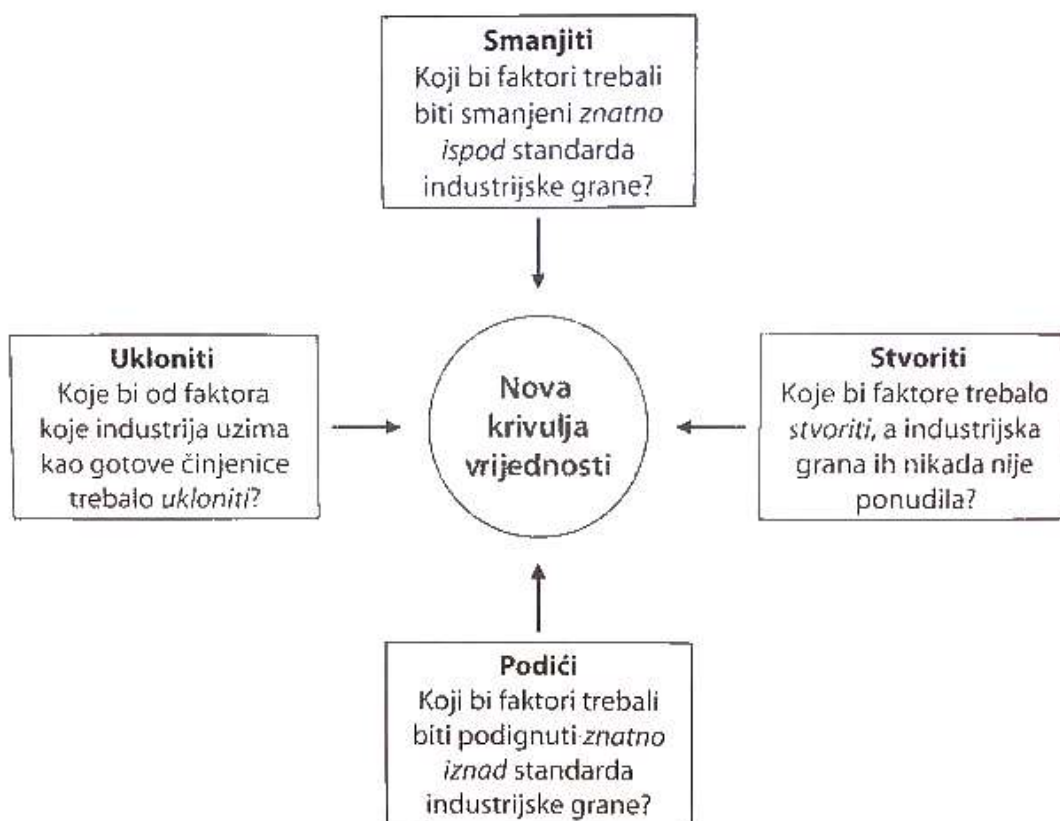 Smanjiti
Koji bi faktori trebali
biti smanjeni znatno
ispod standarda
industrijske grane?
Ukloniti
Koje bi od faktora
koje industrija uzima
kao gotove činjenice
trebalo ukloniti?
Nova
krivulja
vrijednosti
Stvoriti
Koje bi faktore trebalo
stvoriti, a industrijska
grana ih nikada nije
ponudila?
Podići
Koji bi faktori trebali
biti podignuti znatno
iznad standarda
industrijske grane?